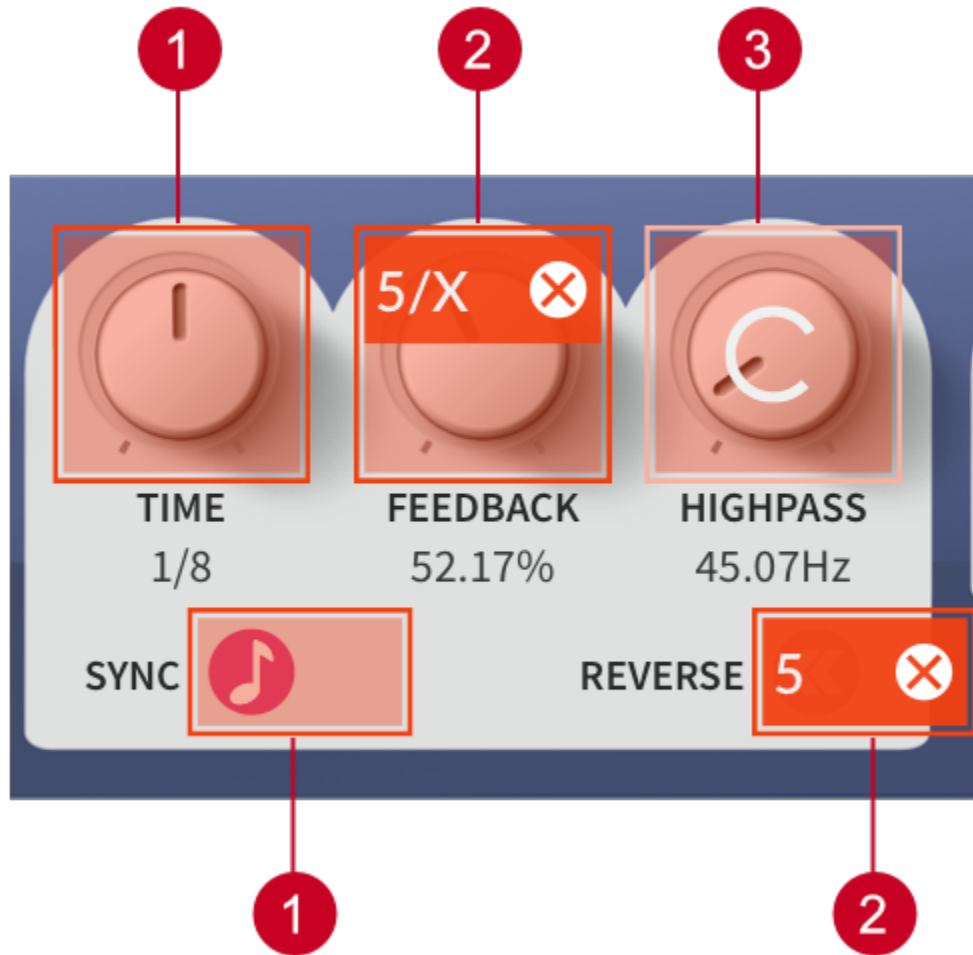 1 2 3
5/X
TIME FEEDBACK HIGHPASS
1/8 52.17% 45.07Hz
SYNC REVERSE 5
1 2